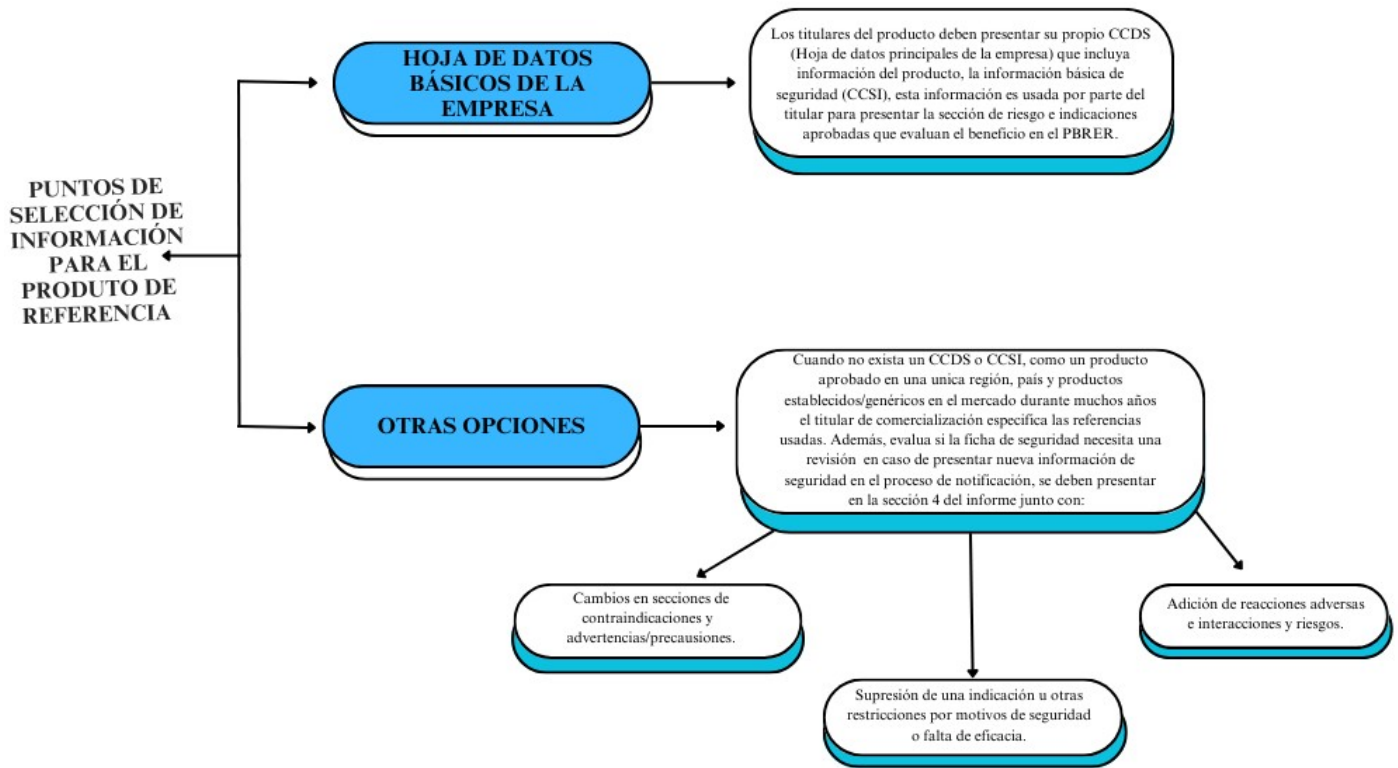 PUNTOS DE
SELECCIÓN DE
INFORMACIÓN
PARA EL
PRODUTO DE
REFERENCIA
HOJA DE DATOS
BÁSICOS DE LA
EMPRESA
Los titulares del producto deben presentar su propio CCDS
(Hoja de datos principales de la empresa) que incluya
información del producto, la información básica de
seguridad (CCSI), esta información es usada por parte del
titular para presentar la sección de riesgo e indicaciones
aprobadas que evaluan el beneficio en el PBRER.
OTRAS OPCIONES
Cuando no exista un CCDS o CCSI, como un producto
aprobado en una unica región, país y productos
establecidos/genéricos en el mercado durante muchos años
el titular de comercialización especifica las referencias
usadas. Además, evalua si la ficha de seguridad necesita una
revisión en caso de presentar nueva información de
seguridad en el proceso de notificación, se deben presentar
en la sección 4 del informe junto con:
Cambios en secciones de
contraindicaciones y
advertencias/precauciones.
Supresión de una indicación u otras
restricciones por motivos de seguridad
o falta de eficacia.
Adición de reacciones adversas
e interacciones y riesgos.